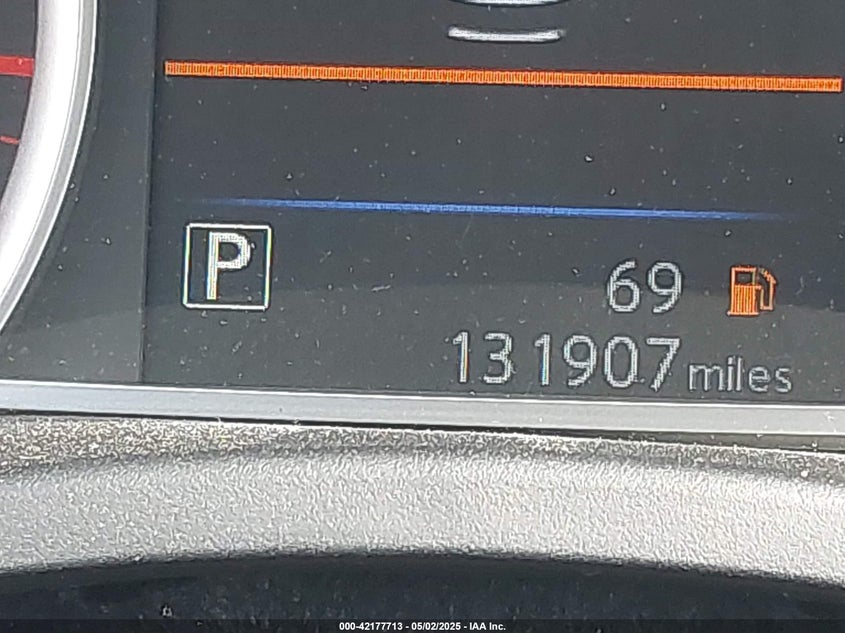 P
69
131907 miles
000-42177713 - 05/02/2025 - IAA Inc.